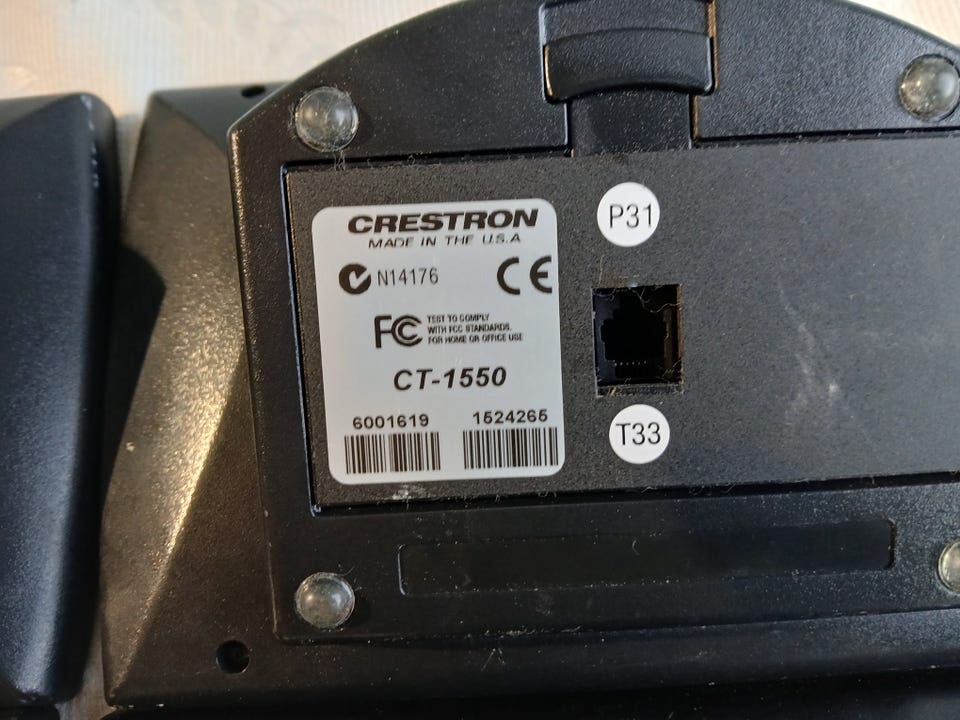 CRESTRON
MADE IN THE U.S.A
N14176
CE
FCC
TEST TO COMPLY
WITH FCC STANDARDS.
FOR HOME OR OFFICE USE
CT-1550
6001619 1524265
P31
T33